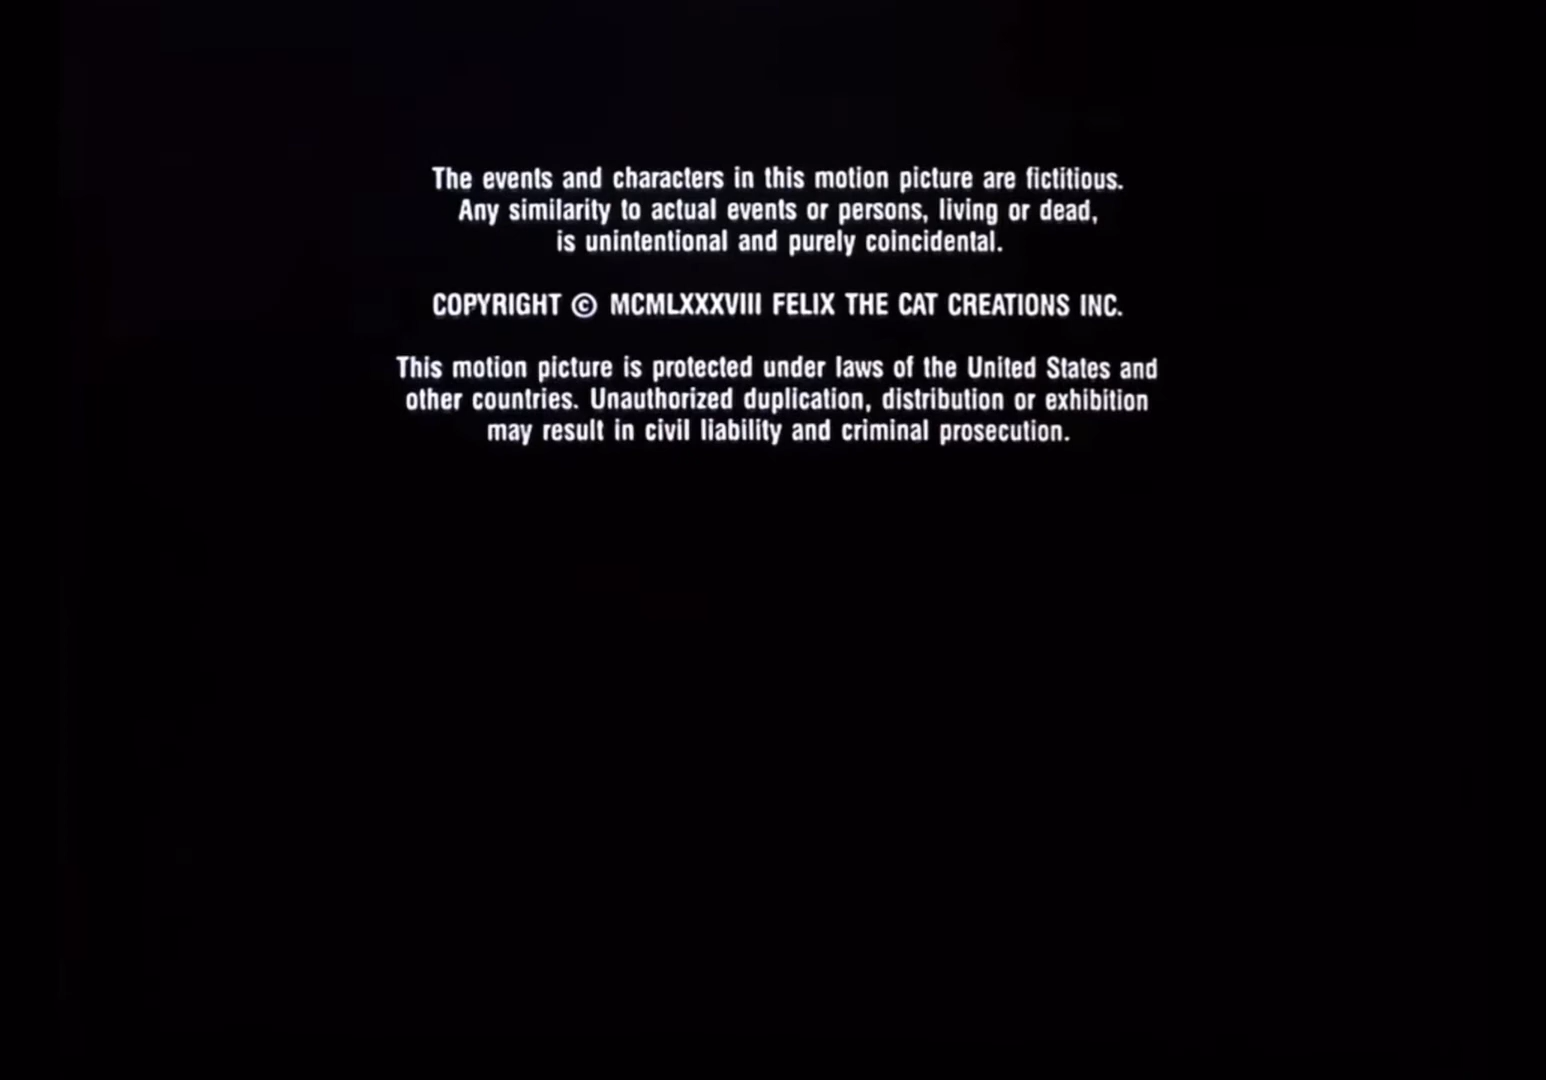 The events and characters in this motion picture are fictitious.
Any similarity to actual events or persons, living or dead,
is unintentional and purely coincidental.
COPYRIGHT © MCMLXXXVIII FELIX THE CAT CREATIONS INC.
This motion picture is protected under laws of the United States and
other countries. Unauthorized duplication, distribution or exhibition
may result in civil liability and criminal prosecution.